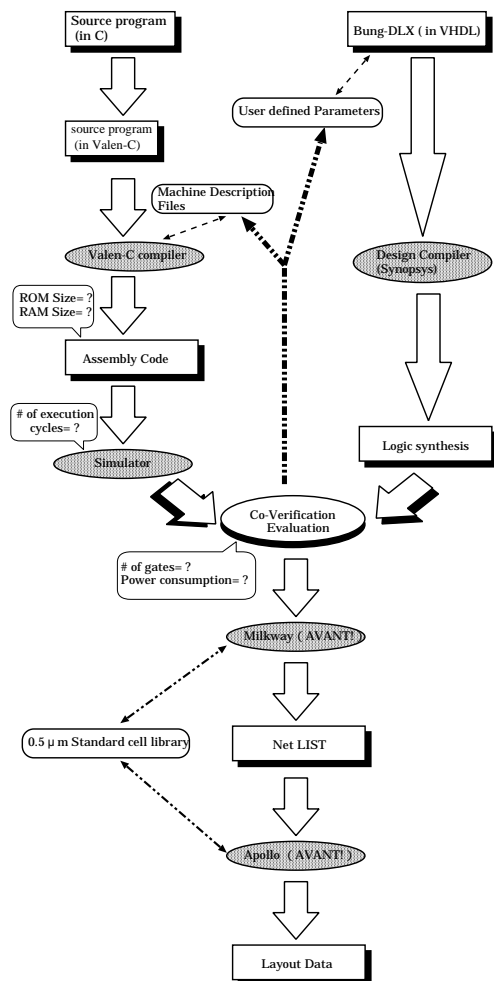 Source program
(in C)
Bung-DLX ( in VHDL)
User defined Parameters
source program
(in Valen-C)
Machine Description
Files
Valen-C compiler
Design Compiler
(Synopsys)
ROM Size= ?
RAM Size= ?
Assembly Code
# of execution
cycles= ?
Logic synthesis
Simulator
Co-Verification
Evaluation
# of gates= ?
Power consumption= ?
Milkway ( AVANT!
0.5 μ m Standard cell library
Net LIST
Apollo ( AVANT! )
Layout Data